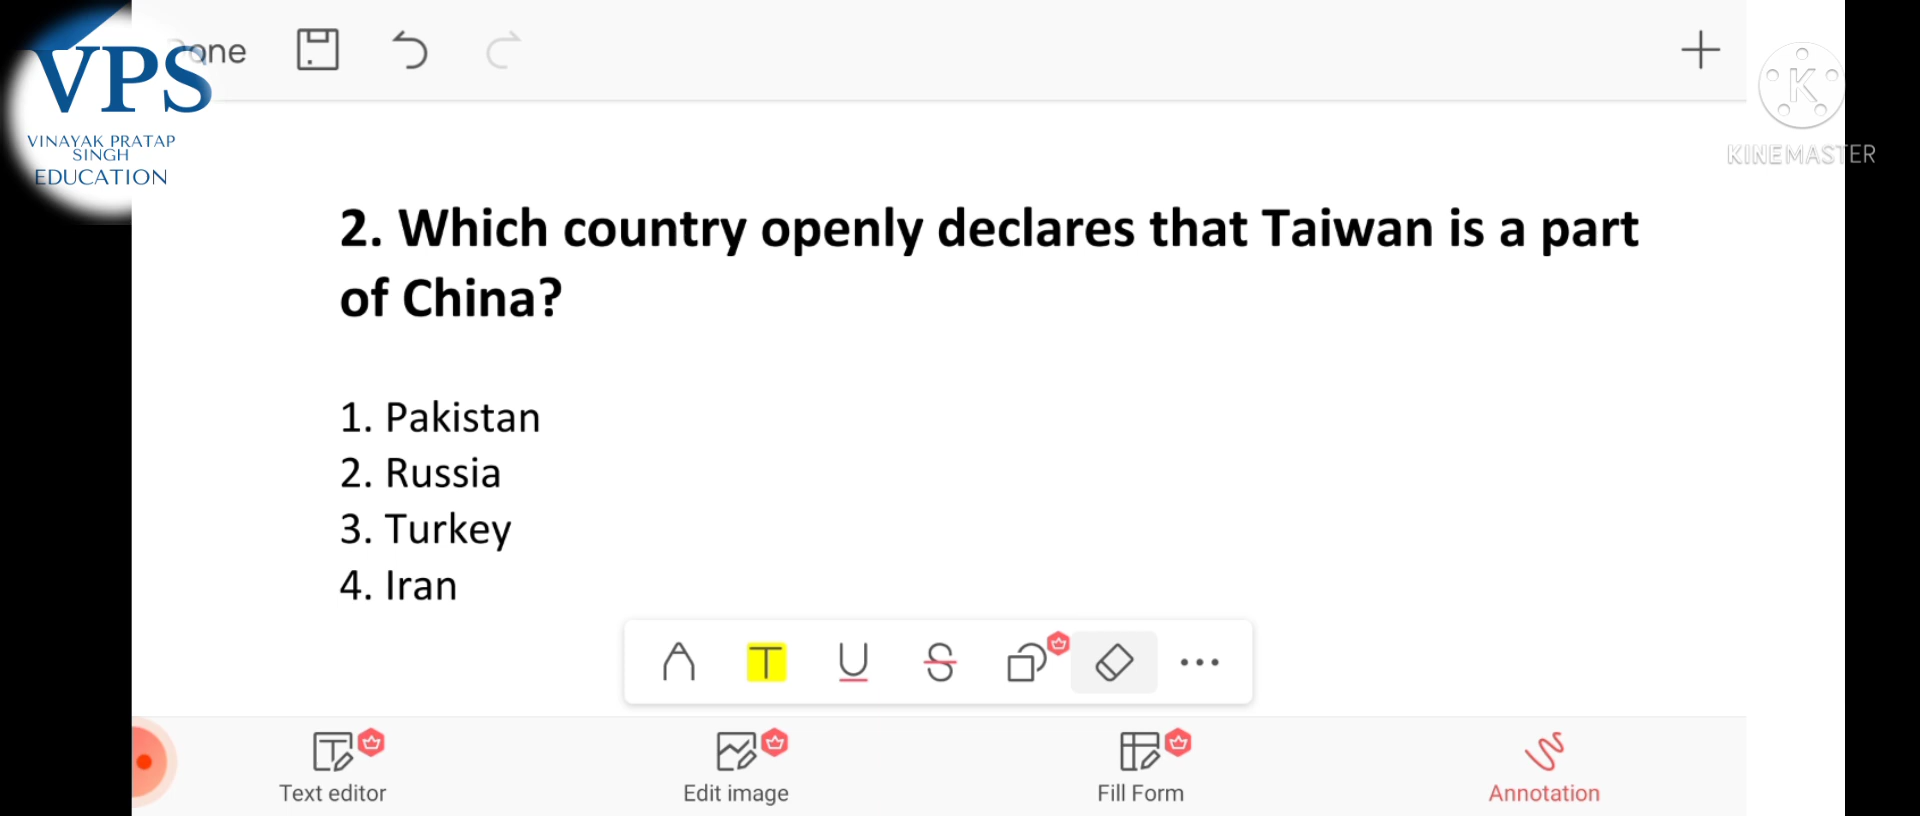 one
VPS
VINAYAK PRATAP
SINGH
EDUCATION
K
KINEMASTER
2. Which country openly declares that Taiwan is a part
of China?
1. Pakistan
2. Russia
3. Turkey
4. Iran
T U S
Text editor
Edit image
Fill Form
Annotation